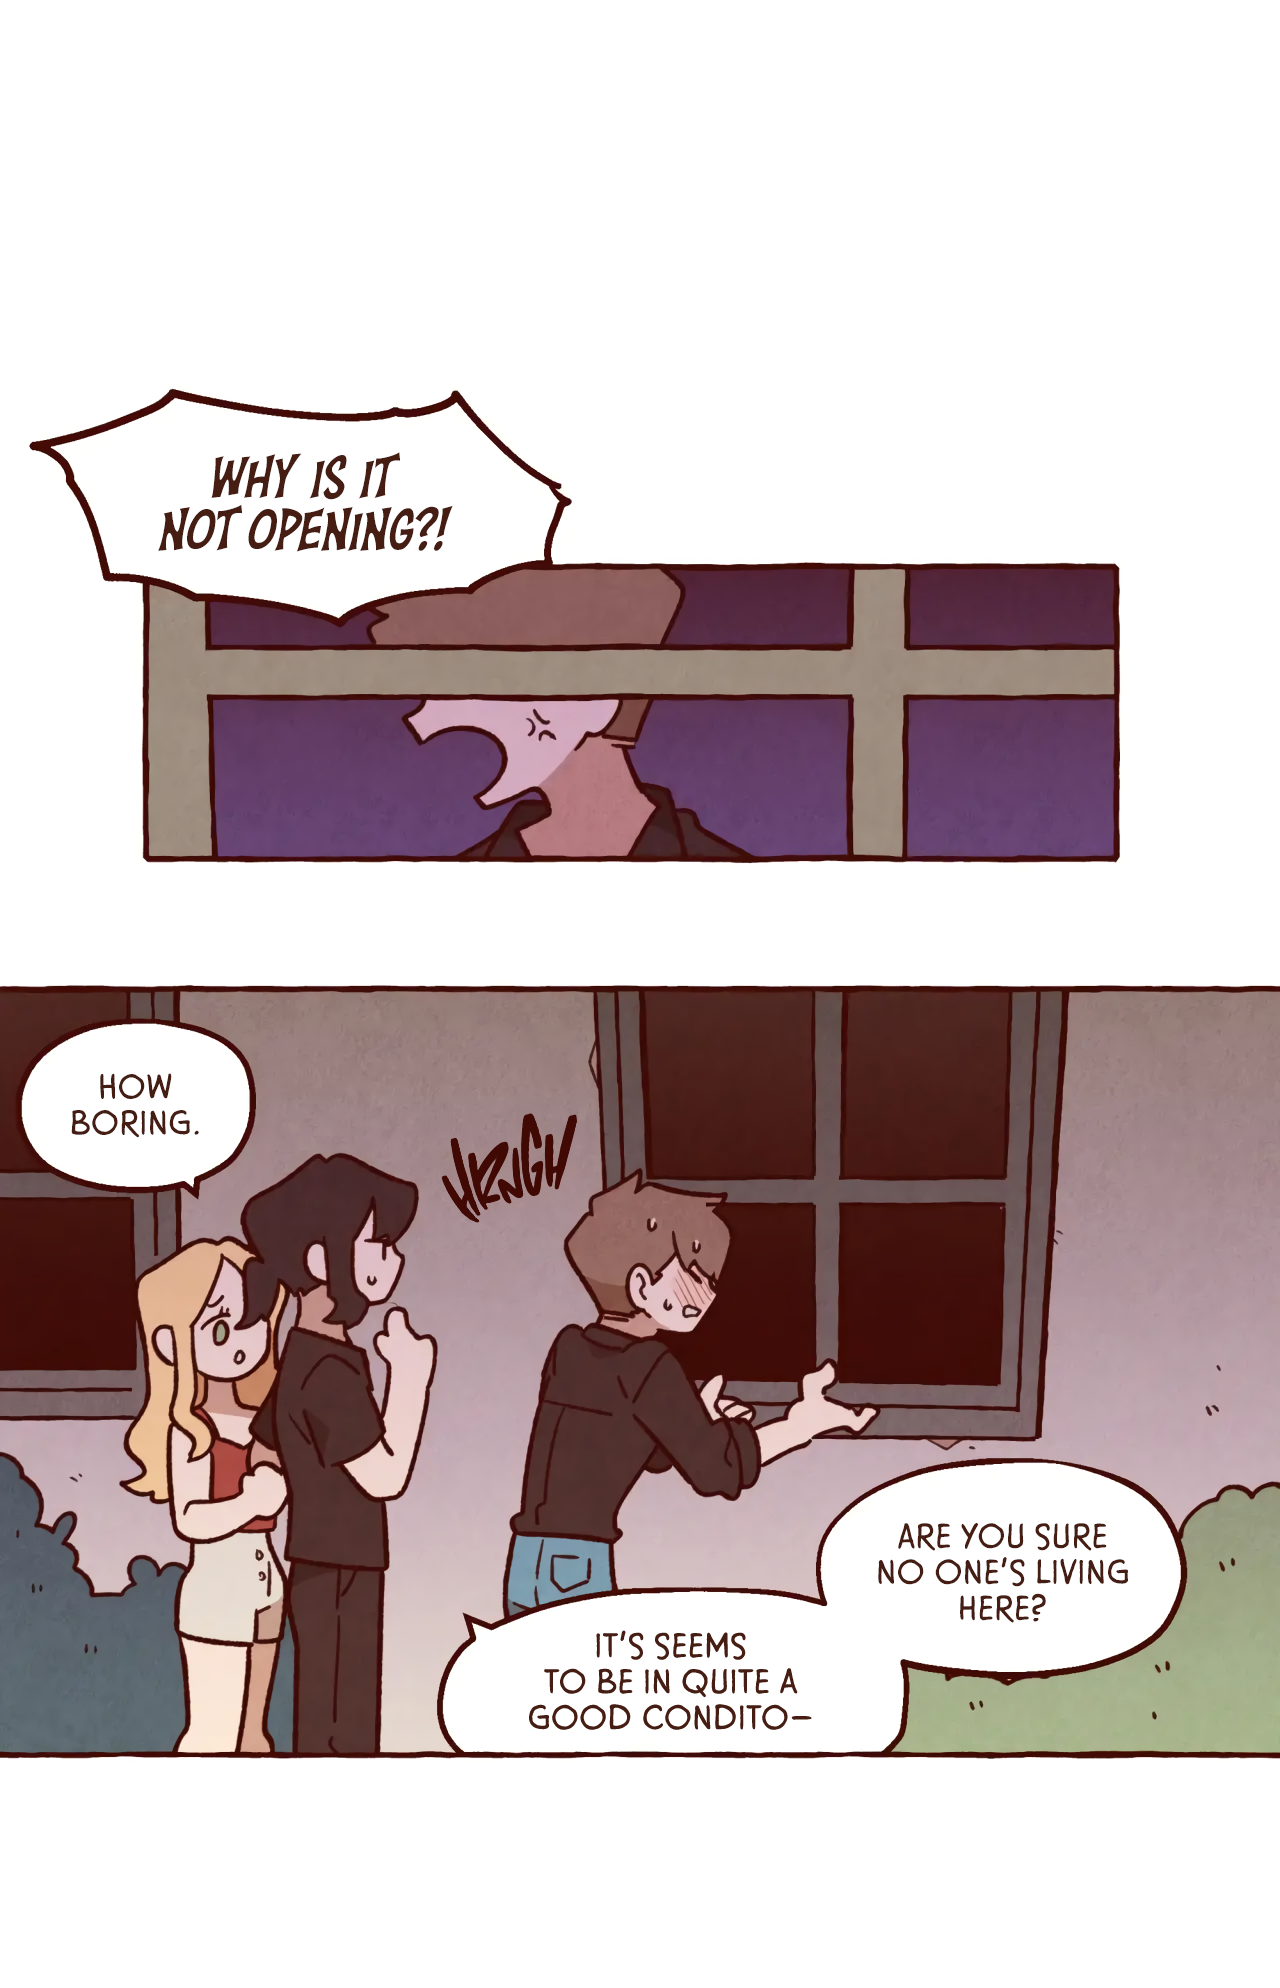 WHY IS IT
NOT OPENING?!
HOW
BORING.
HRNGH
ARE YOU SURE
NO ONE'S LIVING
HERE?
IT'S SEEMS
TO BE IN QUITE A
GOOD CONDITO–